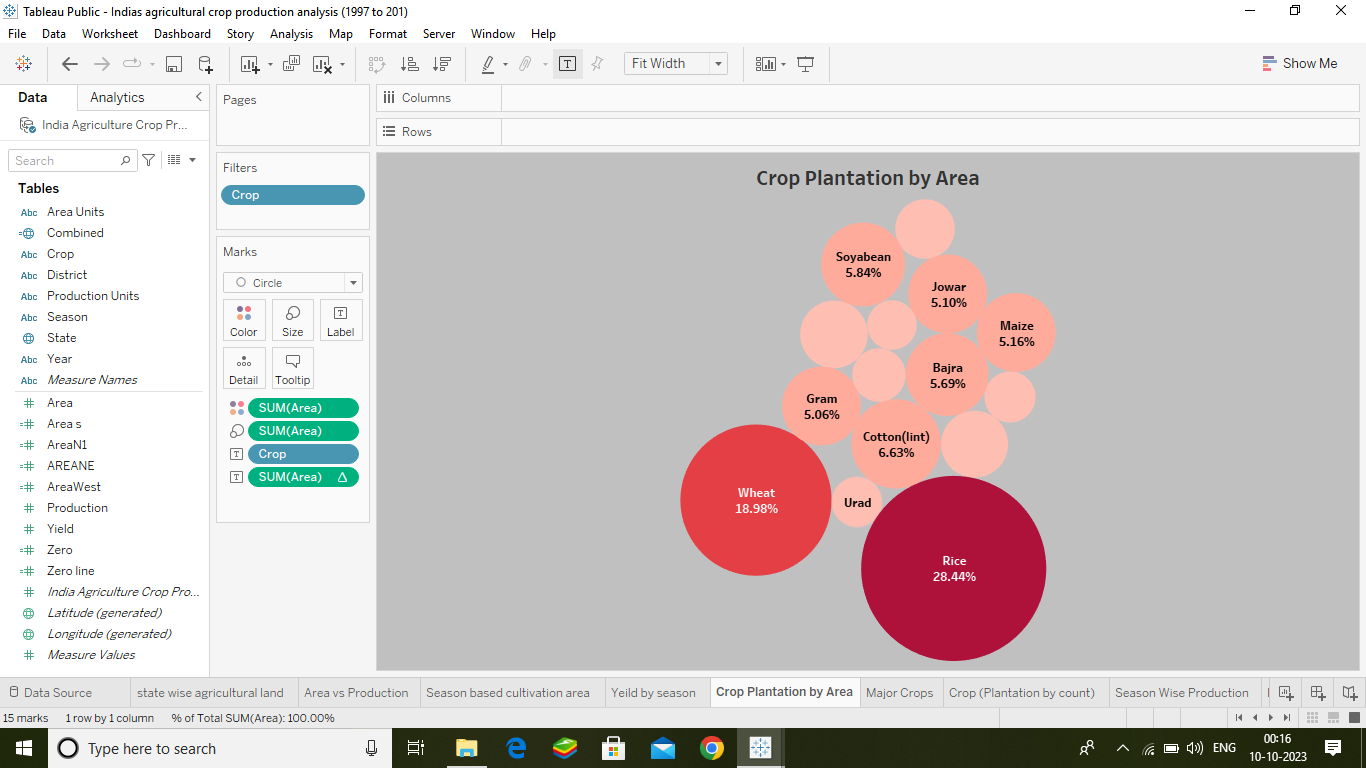 Tableau Public - Indias agricultural crop production analysis (1997 to 201)
File Data Worksheet Dashboard Story Analysis Map Format Server Window Help
Fit Width
Show Me
Data Analytics
India Agriculture Crop Pr...
Search
Tables
Abc Area Units
Combined
Abc Crop
Abc District
Abc Production Units
Abc Season
State
Abc Year
Abc Measure Names
Area
Area s
AreaN1
AREANE
AreaWest
Production
Yield
Zero
Zero line
India Agriculture Crop Pro...
Latitude (generated)
Longitude (generated)
Measure Values
Pages
Filters
Crop
Marks
Circle
Color Size Label
Detail Tooltip
SUM(Area)
SUM(Area)
Crop
SUM(Area)
Columns
Rows
Crop Plantation by Area
Soyabean
5.84%
Jowar
5.10%
Maize
5.16%
Bajra
5.69%
Gram
5.06%
Cotton(lint)
6.63%
Wheat
18.98%
Urad
Rice
28.44%
Data Source state wise agricultural land Area vs Production Season based cultivation area Yeild by season Crop Plantation by Area Major Crops Crop (Plantation by count) Season Wise Production
15 marks 1 row by 1 column % of Total SUM(Area): 100.00%
Type here to search
ENG
00:16
10-10-2023